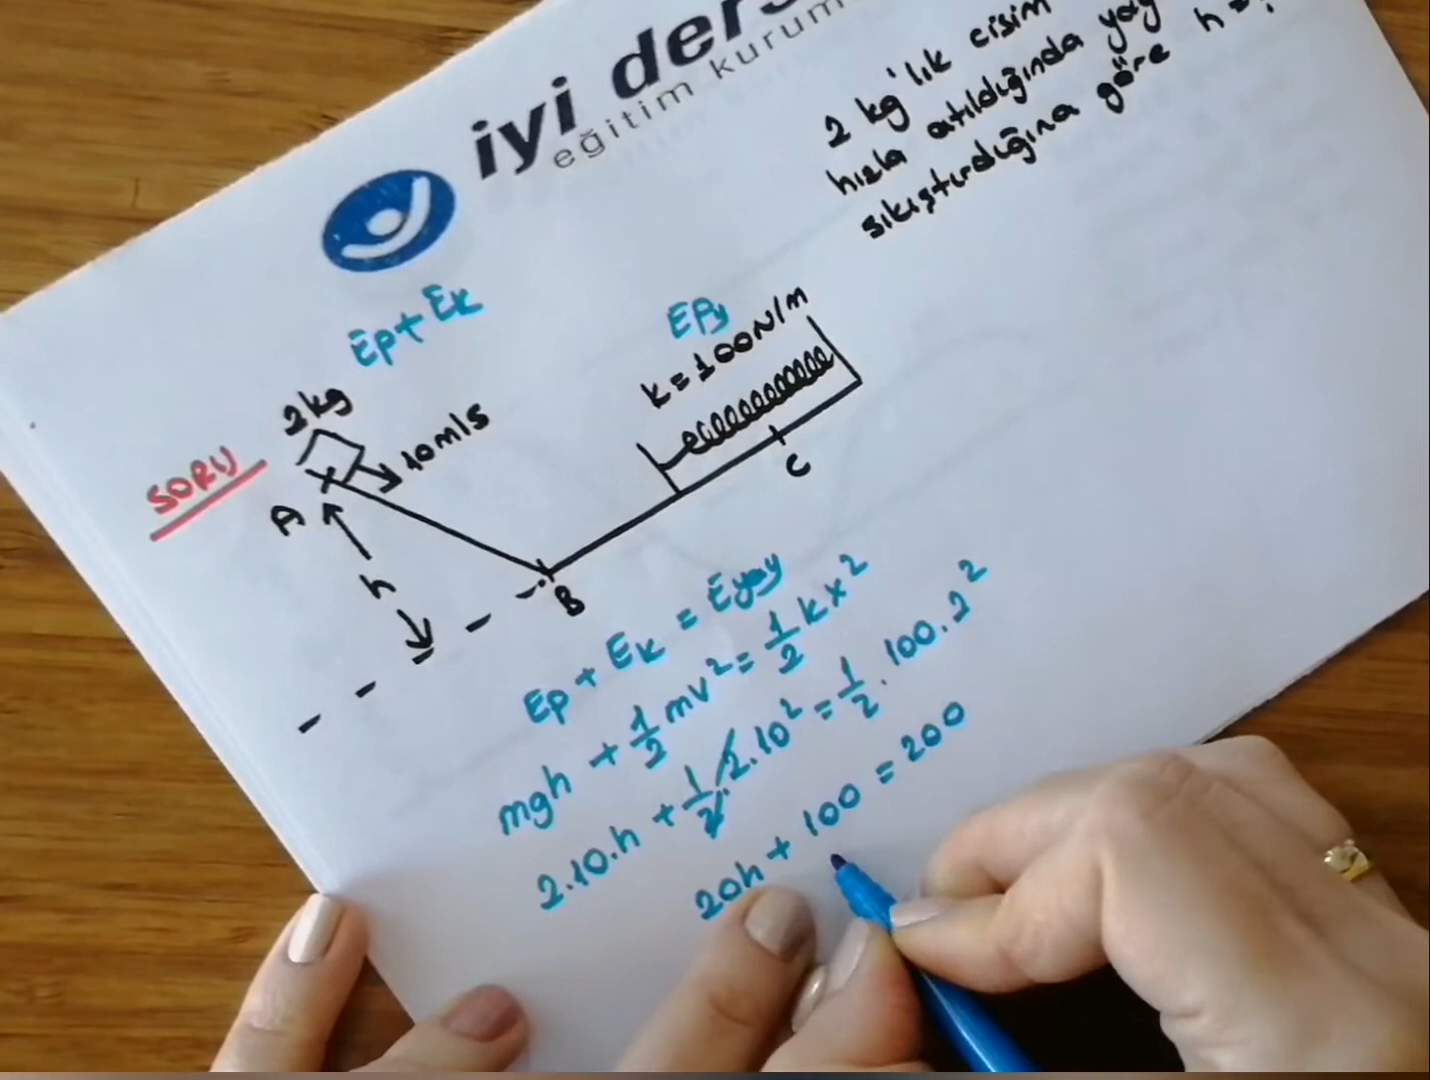 iyi ders
eğitim kurum
2 kg'lık cisim
hızla atıldığında yay
sıkıştırdığına göre h=?
Ep+Ek
EPy
k=100N/m
2kg
10m/s
SORU
A
h
B
C
Ep + Ek = Eyay
mgh + 1/2 mv² = 1/2 kx²
2.10.h + 1/2.2.10² = 1/2.100.2²
20h + 100 = 200